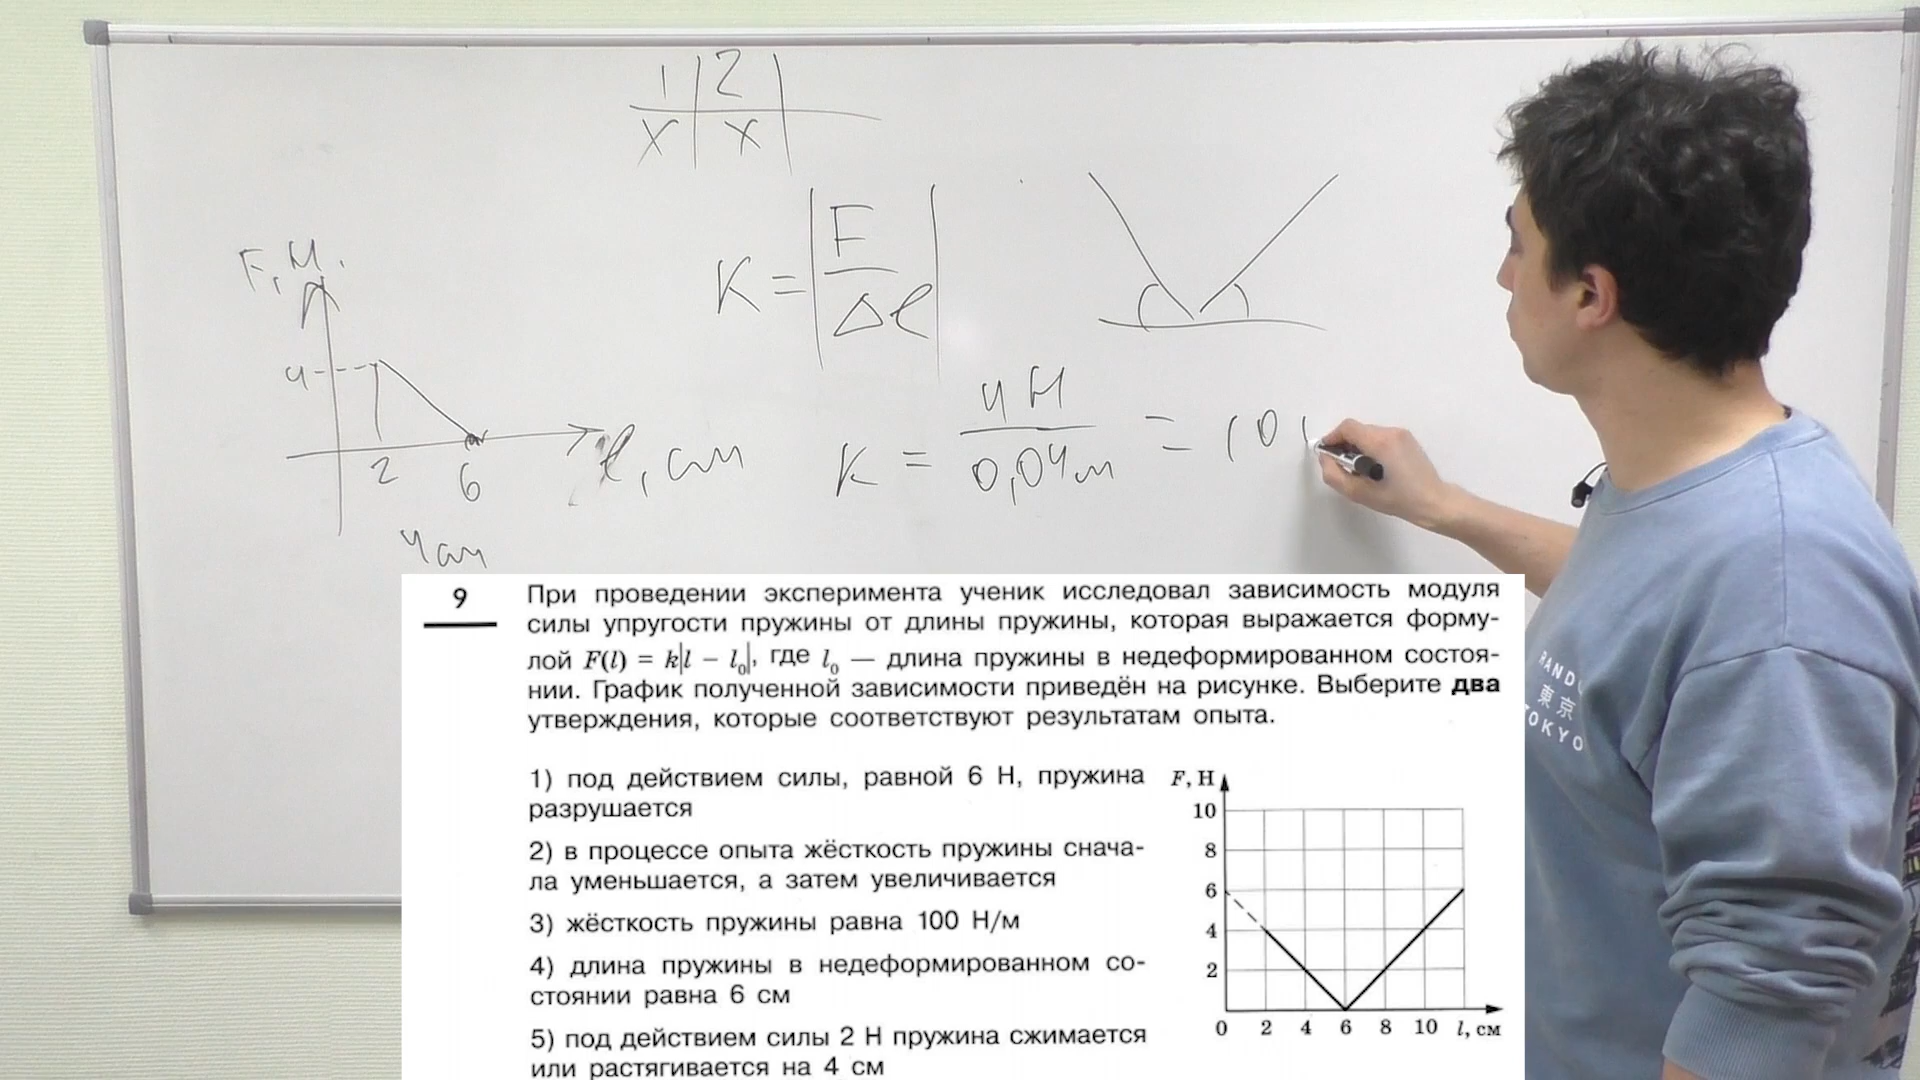 1 | 2
x | x
F, Н
4
2
6
l, см
4 см
K = |F/Δl|
K = 4 Н / 0,04 м = 10
9
При проведении эксперимента ученик исследовал зависимость модуля
силы упругости пружины от длины пружины, которая выражается форму-
лой F(l) = k|l − l₀|, где l₀ — длина пружины в недеформированном состоя-
нии. График полученной зависимости приведён на рисунке. Выберите два
утверждения, которые соответствуют результатам опыта.
1) под действием силы, равной 6 Н, пружина
разрушается
2) в процессе опыта жёсткость пружины снача-
ла уменьшается, а затем увеличивается
3) жёсткость пружины равна 100 Н/м
4) длина пружины в недеформированном со-
стоянии равна 6 см
5) под действием силы 2 Н пружина сжимается
или растягивается на 4 см
F, Н
10
8
6
4
2
0 2 4 6 8 10 l, см
東京
TOKYO